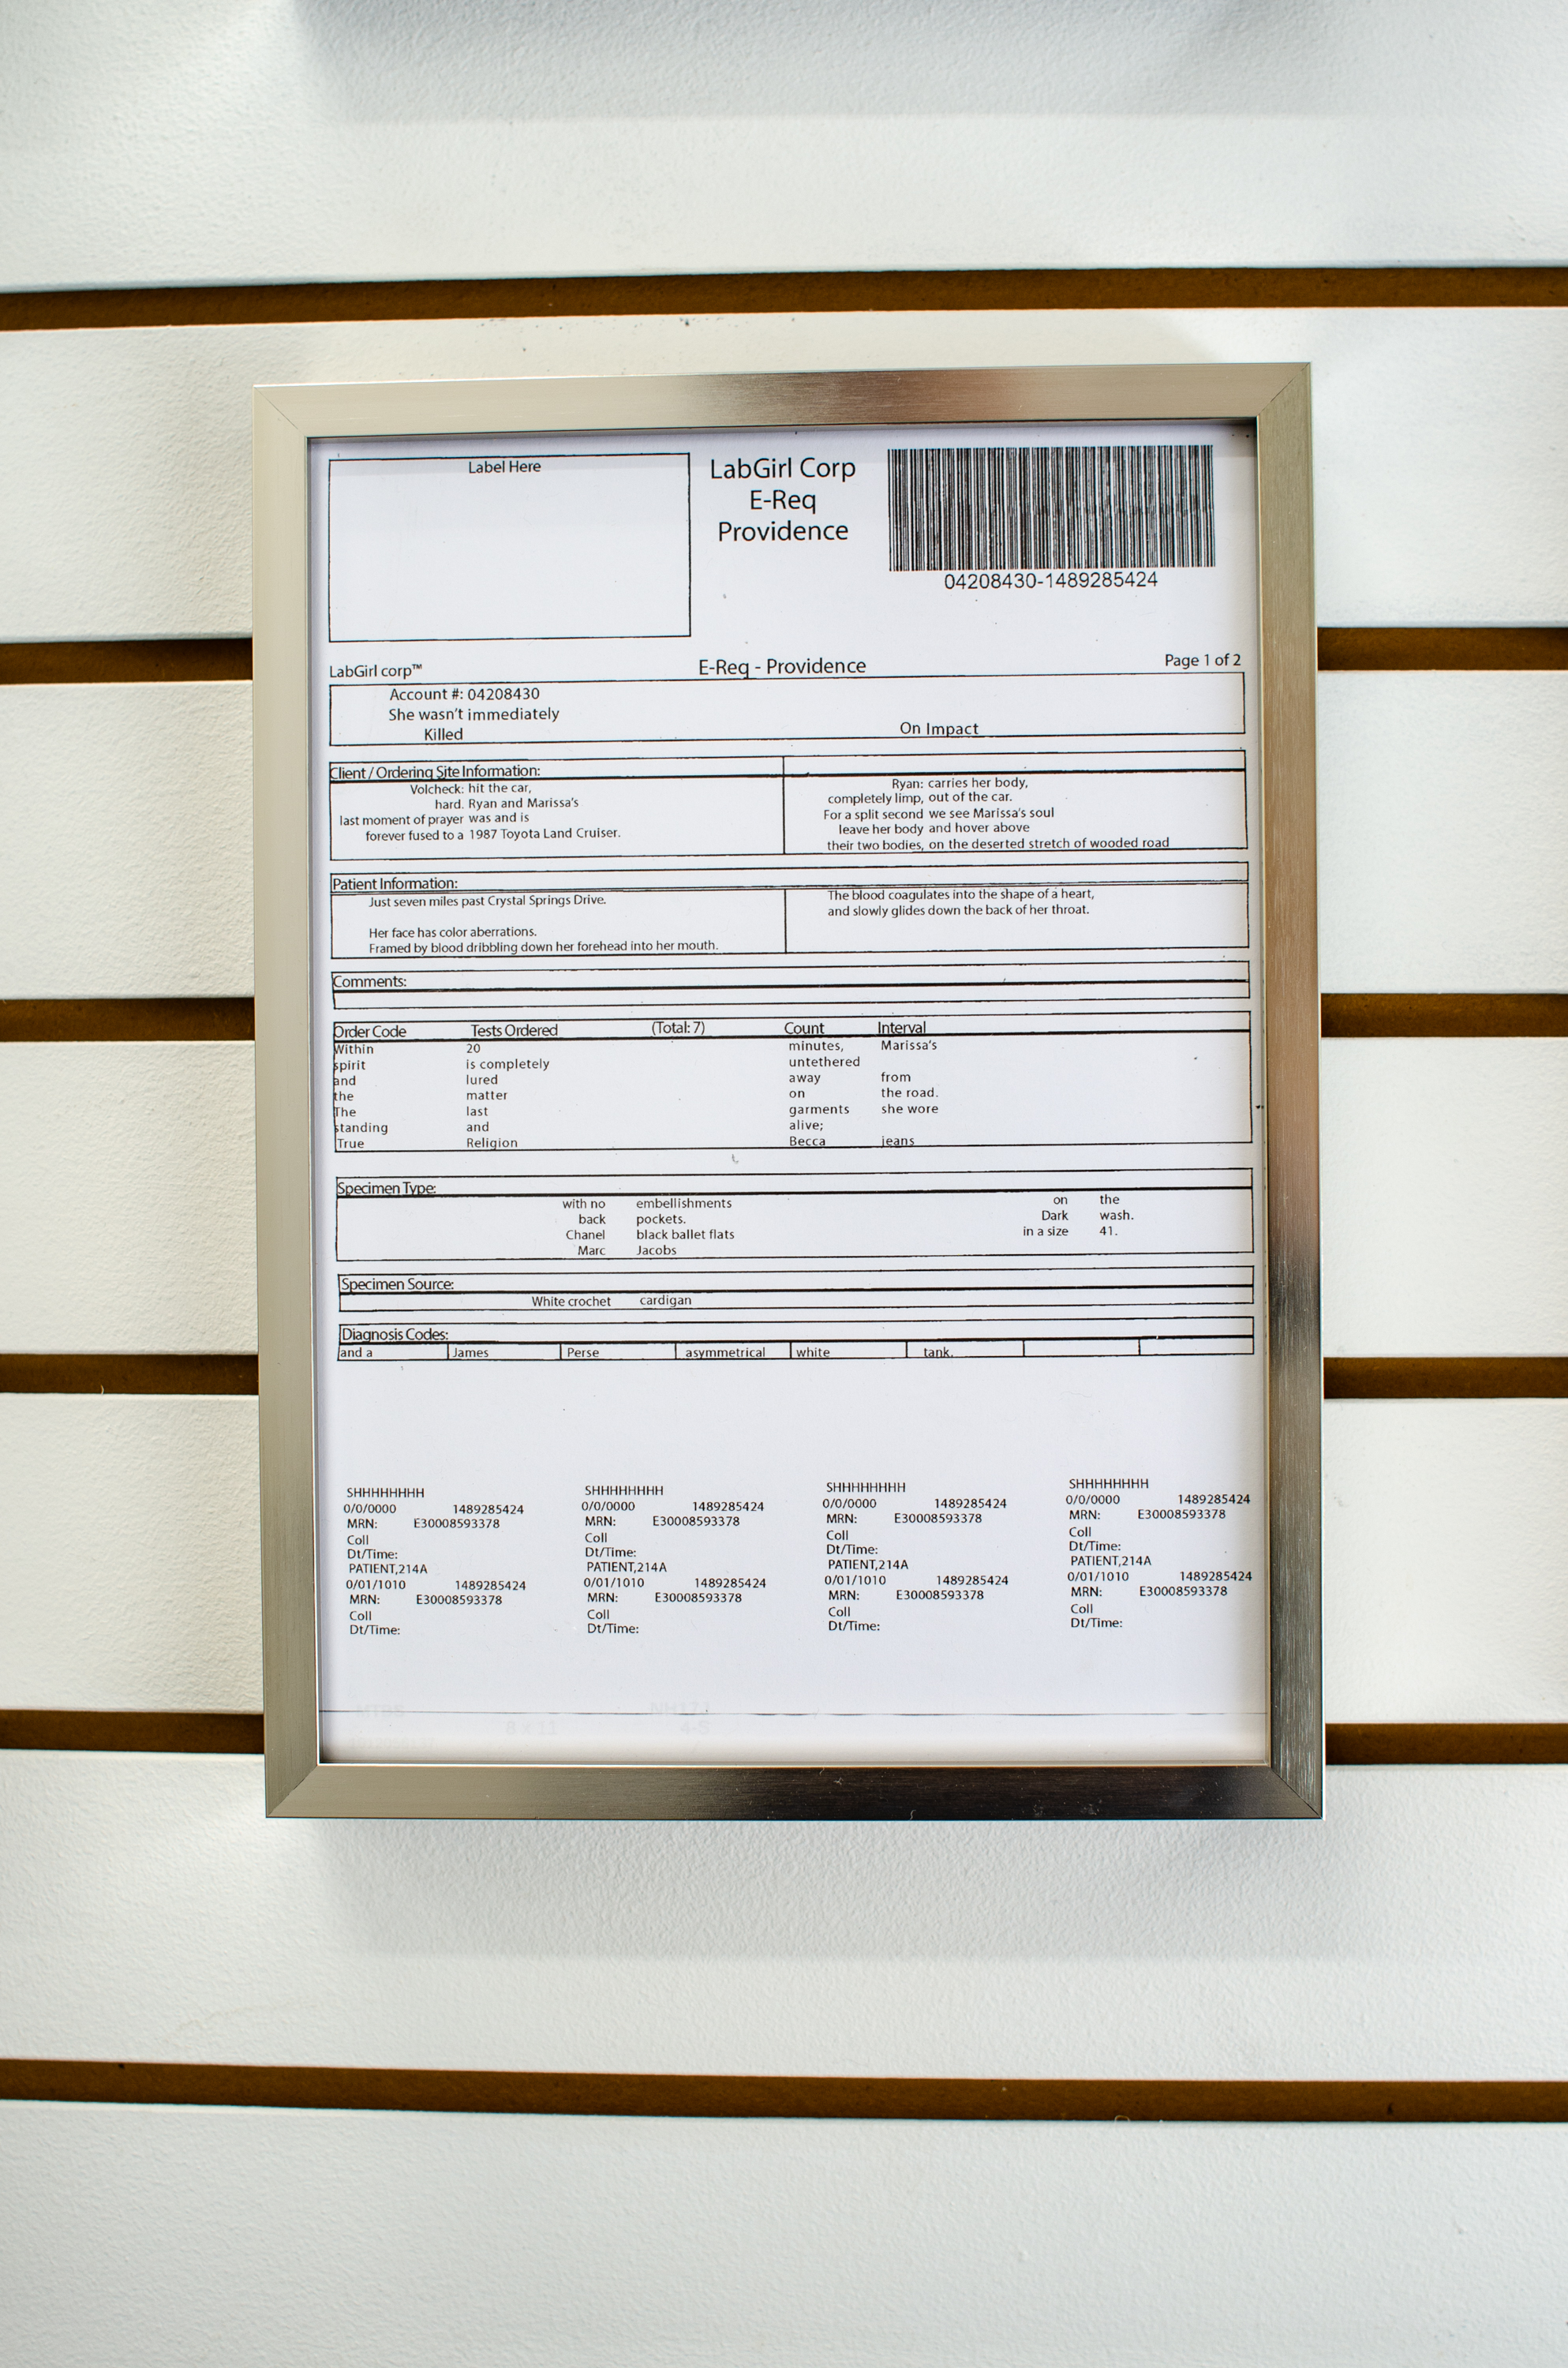 Label Here
LabGirl Corp
E-Req
Providence
04208430-1489285424
LabGirl corp™ E-Req - Providence Page 1 of 2
Account #: 04208430
She wasn't immediately
Killed On Impact
Client / Ordering Site Information:
Volcheck: hit the car,
hard. Ryan and Marissa's
last moment of prayer was and is
forever fused to a 1987 Toyota Land Cruiser.
Ryan: carries her body,
completely limp, out of the car.
For a split second we see Marissa's soul
leave her body and hover above
their two bodies, on the deserted stretch of wooded road
Patient Information:
Just seven miles past Crystal Springs Drive.
Her face has color aberrations.
Framed by blood dribbling down her forehead into her mouth.
The blood coagulates into the shape of a heart,
and slowly glides down the back of her throat.
Comments:
Order Code Tests Ordered (Total: 7) Count Interval
Within 20 minutes, Marissa's
spirit is completely untethered
and lured away from
the matter on the road.
The last garments she wore
standing and alive;
True Religion Becca jeans
Specimen Type:
with no embellishments on the
back pockets. Dark wash.
Chanel black ballet flats in a size 41.
Marc Jacobs
Specimen Source:
White crochet cardigan
Diagnosis Codes:
and a James Perse asymmetrical white tank.
SHHHHHHHH SHHHHHHHH SHHHHHHHH SHHHHHHHH
0/0/0000 1489285424 0/0/0000 1489285424 0/0/0000 1489285424 0/0/0000 1489285424
MRN: E30008593378 MRN: E30008593378 MRN: E30008593378 MRN: E30008593378
Coll Coll Coll Coll
Dt/Time: Dt/Time: Dt/Time: Dt/Time:
PATIENT,214A PATIENT,214A PATIENT,214A PATIENT,214A
0/01/1010 1489285424 0/01/1010 1489285424 0/01/1010 1489285424 0/01/1010 1489285424
MRN: E30008593378 MRN: E30008593378 MRN: E30008593378 MRN: E30008593378
Coll Coll Coll Coll
Dt/Time: Dt/Time: Dt/Time: Dt/Time:
8 x 11